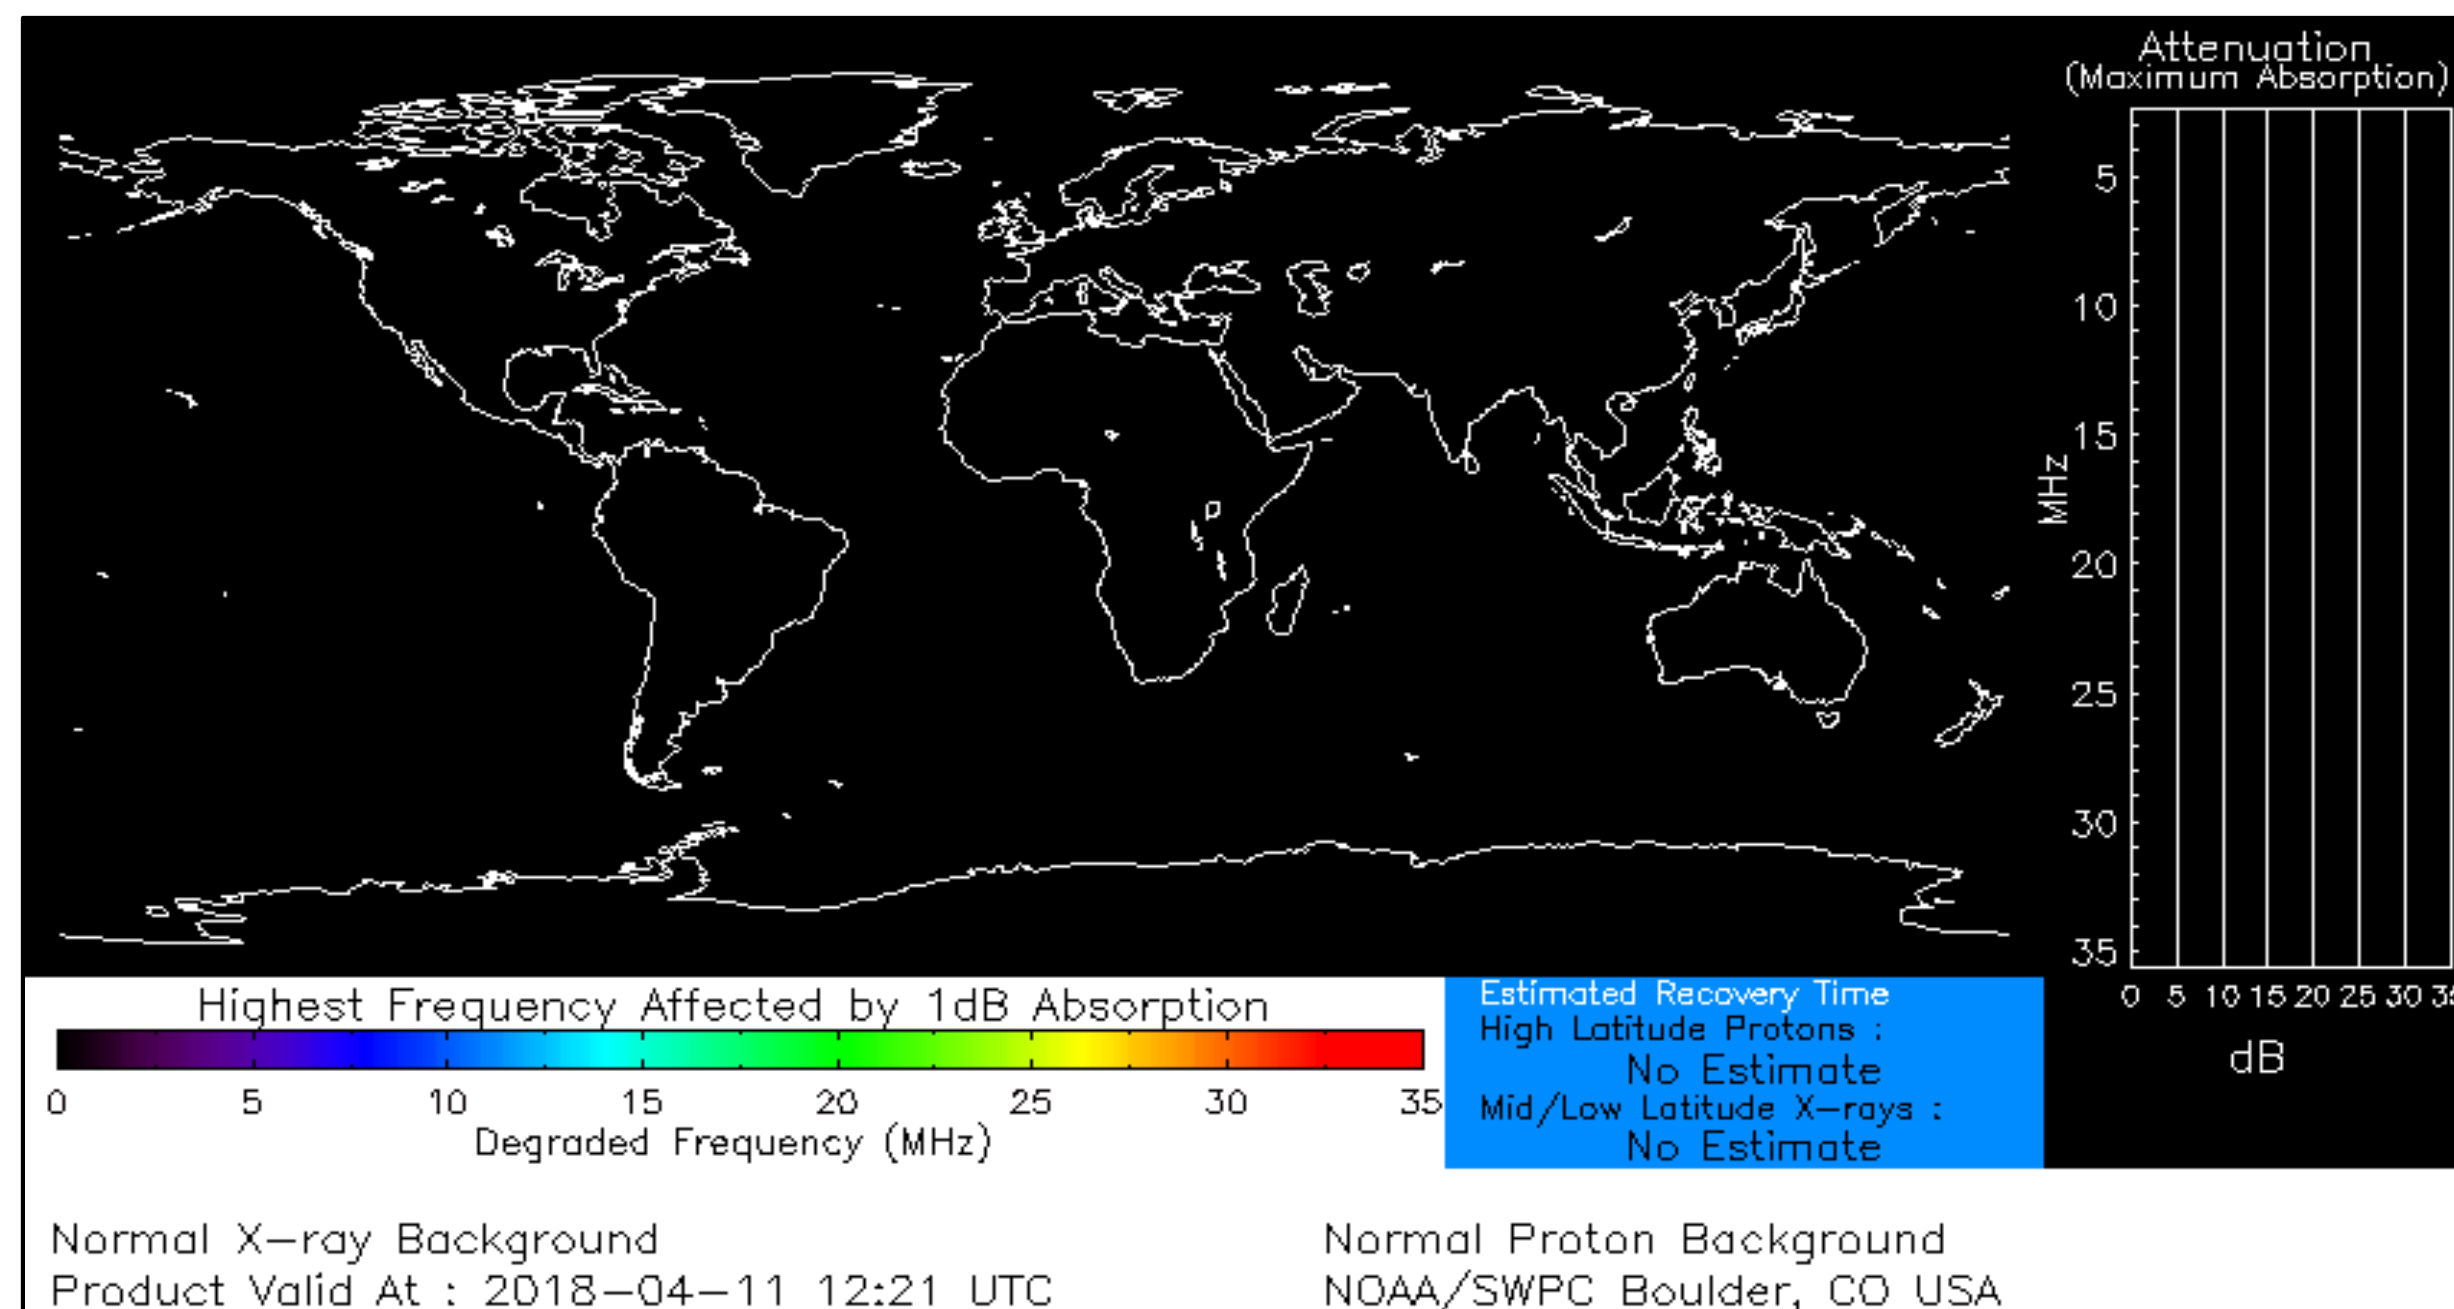 Attenuation
(Maximum Absorption)
5
10
15
20
25
30
35
MHz
0 5 10 15 20 25 30
dB
Highest Frequency Affected by 1dB Absorption
0 5 10 15 20 25 30 35
Degraded Frequency (MHz)
Estimated Recovery Time
High Latitude Protons :
No Estimate
Mid/Low Latitude X-rays :
No Estimate
Normal X-ray Background
Normal Proton Background
Product Valid At : 2018-04-11 12:21 UTC
NOAA/SWPC Boulder, CO USA